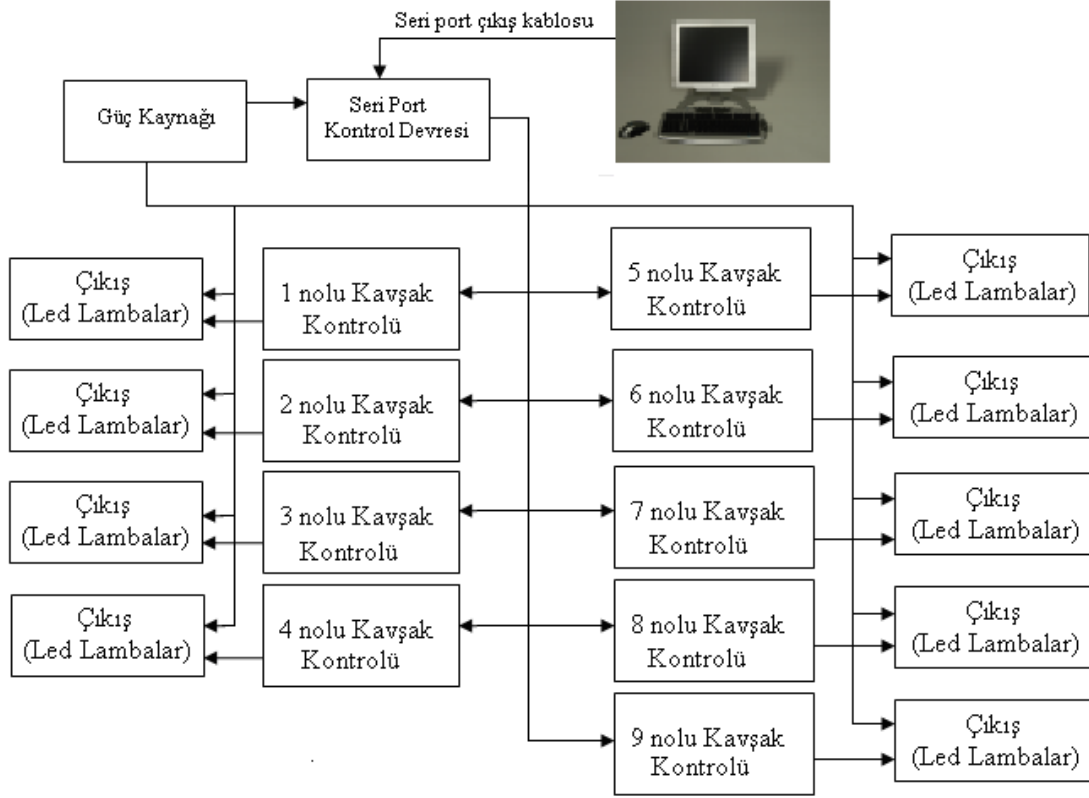 Seri port çıkış kablosu
Güç Kaynağı
Seri Port
Kontrol Devresi
Çıkış
(Led Lambalar)
1 nolu Kavşak
Kontrolü
5 nolu Kavşak
Kontrolü
Çıkış
(Led Lambalar)
Çıkış
(Led Lambalar)
2 nolu Kavşak
Kontrolü
6 nolu Kavşak
Kontrolü
Çıkış
(Led Lambalar)
Çıkış
(Led Lambalar)
3 nolu Kavşak
Kontrolü
7 nolu Kavşak
Kontrolü
Çıkış
(Led Lambalar)
Çıkış
(Led Lambalar)
4 nolu Kavşak
Kontrolü
8 nolu Kavşak
Kontrolü
Çıkış
(Led Lambalar)
9 nolu Kavşak
Kontrolü
Çıkış
(Led Lambalar)